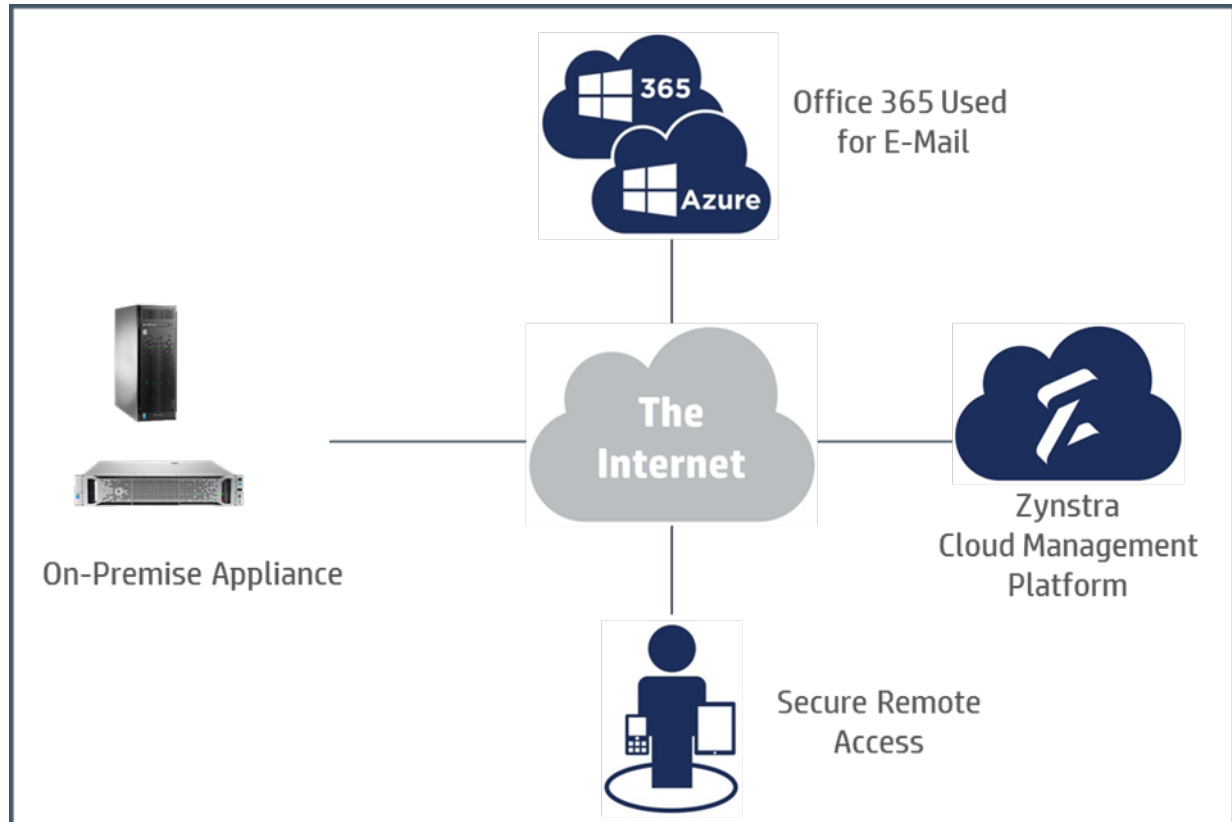 365
Azure
Office 365 Used
for E-Mail
The
Internet
On-Premise Appliance
Zynstra
Cloud Management
Platform
Secure Remote
Access